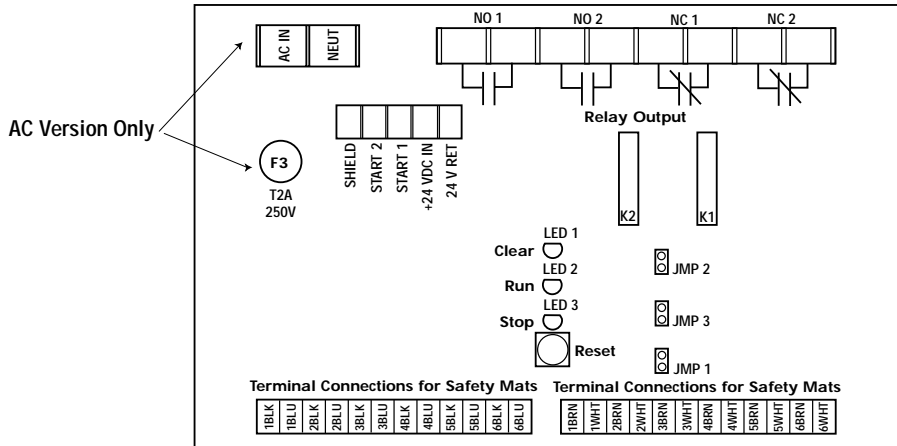 NO 1 NO 2 NC 1 NC 2
AC IN NEUT
AC Version Only
Relay Output
F3
T2A
250V
SHIELD
START 2
START 1
+24 VDC IN
24 V RET
K2 K1
LED 1
Clear
LED 2
Run
LED 3
Stop
Reset
JMP 2
JMP 3
JMP 1
Terminal Connections for Safety Mats
1BLK 1BLU 2BLK 2BLU 3BLK 3BLU 4BLK 4BLU 5BLK 5BLU 6BLK 6BLU
Terminal Connections for Safety Mats
1BRN 1WHT 2BRN 2WHT 3BRN 3WHT 4BRN 4WHT 5BRN 5WHT 6BRN 6WHT